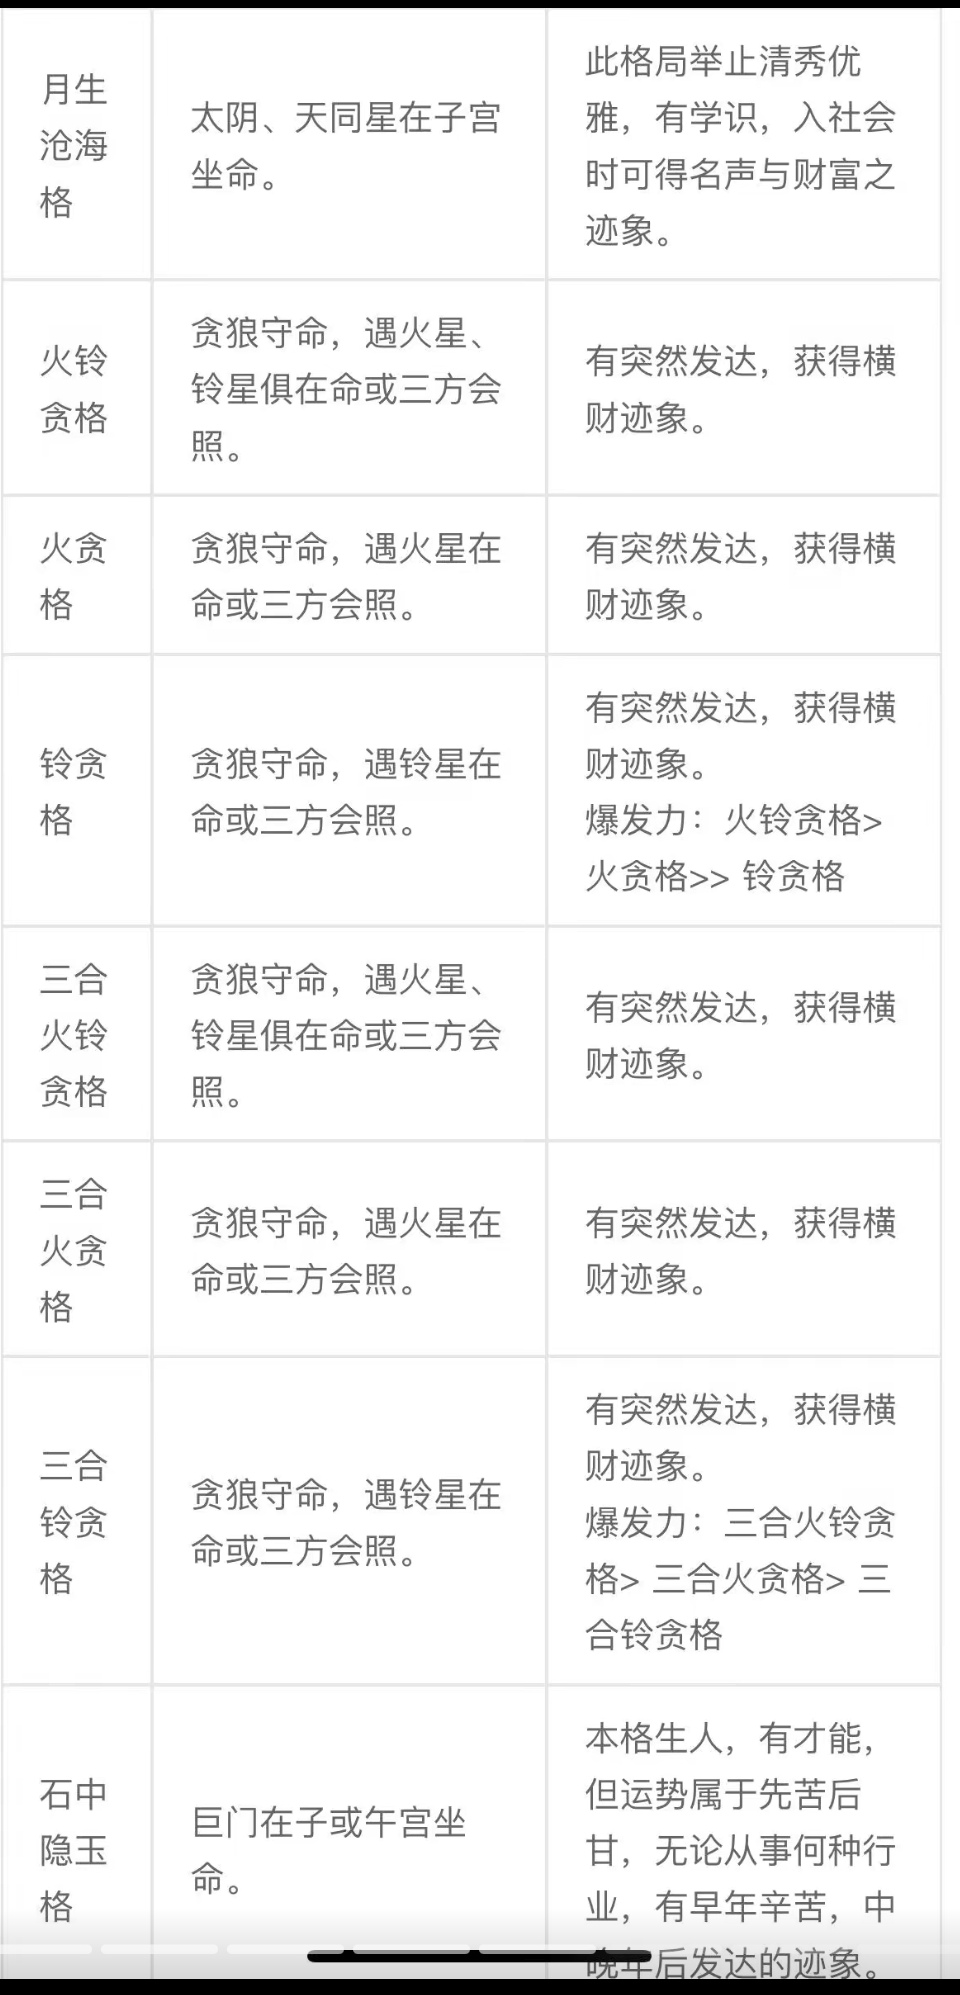 月生
沧海
格
太阴、天同星在子宫
坐命。
此格局举止清秀优
雅，有学识，入社会
时可得名声与财富之
迹象。
火铃
贪格
贪狼守命，遇火星、
铃星俱在命或三方会
照。
有突然发达，获得横
财迹象。
火贪
格
贪狼守命，遇火星在
命或三方会照。
有突然发达，获得横
财迹象。
铃贪
格
贪狼守命，遇铃星在
命或三方会照。
有突然发达，获得横
财迹象。
爆发力：火铃贪格>
火贪格>> 铃贪格
三合
火铃
贪格
贪狼守命，遇火星、
铃星俱在命或三方会
照。
有突然发达，获得横
财迹象。
三合
火贪
格
贪狼守命，遇火星在
命或三方会照。
有突然发达，获得横
财迹象。
三合
铃贪
格
贪狼守命，遇铃星在
命或三方会照。
有突然发达，获得横
财迹象。
爆发力：三合火铃贪
格> 三合火贪格> 三
合铃贪格
石中
隐玉
格
巨门在子或午宫坐
命。
本格生人，有才能，
但运势属于先苦后
甘，无论从事何种行
业，有早年辛苦，中
晚年后发达的迹象。